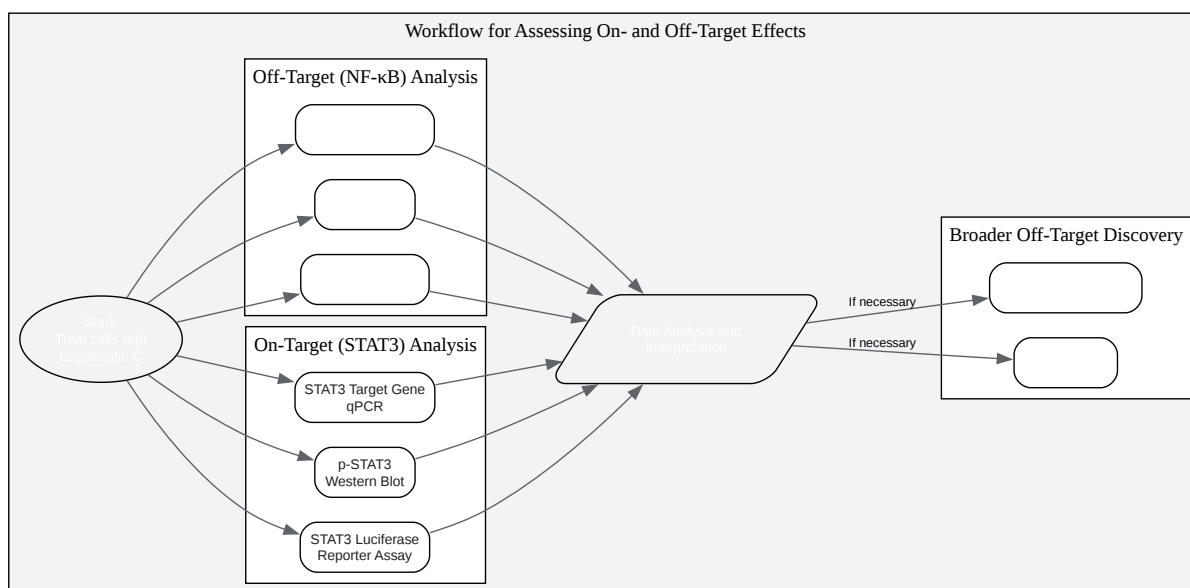 Workflow for Assessing On- and Off-Target Effects
Off-Target (NF-κB) Analysis
Start:
Treat cells with
Eupahualin C
On-Target (STAT3) Analysis
STAT3 Target Gene
qPCR
p-STAT3
Western Blot
STAT3 Luciferase
Reporter Assay
Data Analysis and
Interpretation
If necessary
If necessary
Broader Off-Target Discovery